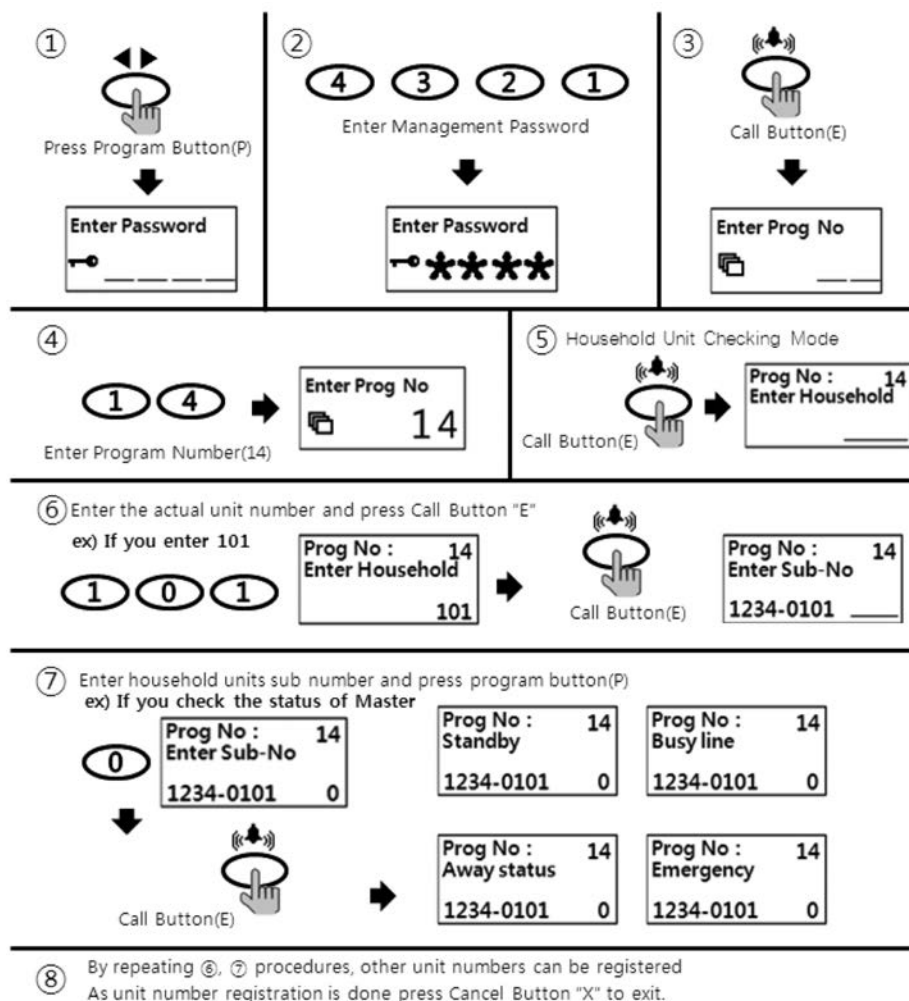 ①
Press Program Button(P)
Enter Password
②
4 3 2 1
Enter Management Password
Enter Password
③
Call Button(E)
Enter Prog No
④
1 4
Enter Program Number(14)
Enter Prog No
14
⑤ Household Unit Checking Mode
Call Button(E)
Prog No : 14
Enter Household
⑥ Enter the actual unit number and press Call Button "E"
ex) If you enter 101
1 0 1
Prog No : 14
Enter Household
101
Call Button(E)
Prog No : 14
Enter Sub-No
1234-0101
⑦ Enter household units sub number and press program button(P)
ex) If you check the status of Master
0
Prog No : 14
Enter Sub-No
1234-0101 0
Call Button(E)
Prog No : 14
Standby
1234-0101 0
Prog No : 14
Busy line
1234-0101 0
Prog No : 14
Away status
1234-0101 0
Prog No : 14
Emergency
1234-0101 0
⑧ By repeating ⑥, ⑦ procedures, other unit numbers can be registered
As unit number registration is done press Cancel Button "X" to exit.